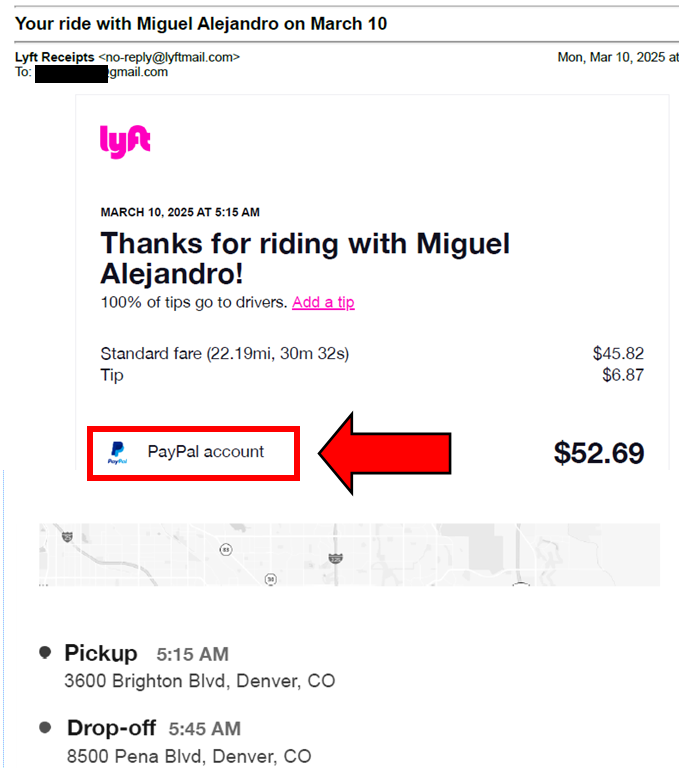 Your ride with Miguel Alejandro on March 10
Lyft Receipts <no-reply@lyftmail.com>
Mon, Mar 10, 2025 at
To: @gmail.com
lyft
MARCH 10, 2025 AT 5:15 AM
Thanks for riding with Miguel
Alejandro!
100% of tips go to drivers. Add a tip
Standard fare (22.19mi, 30m 32s) $45.82
Tip $6.87
PayPal
PayPal account
$52.69
Pickup 5:15 AM
3600 Brighton Blvd, Denver, CO
Drop-off 5:45 AM
8500 Pena Blvd, Denver, CO